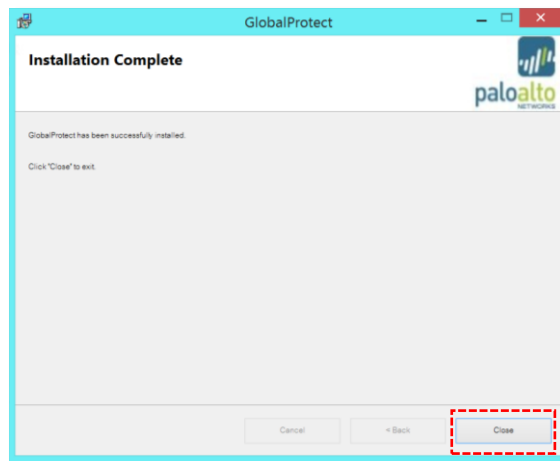 GlobalProtect
Installation Complete
paloalto
NETWORKS
GlobalProtect has been successfully installed.
Click "Close" to exit.
Cancel
< Back
Close